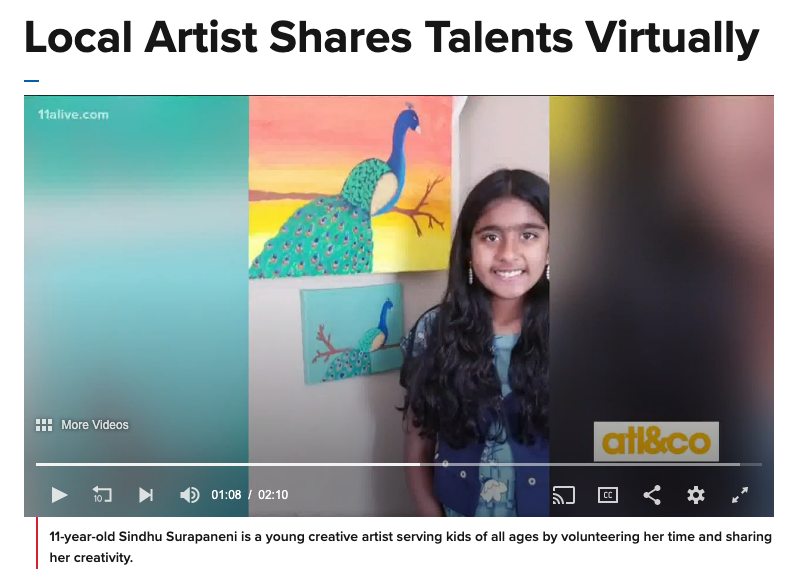 Local Artist Shares Talents Virtually
11alive.com
More Videos
atl&co
10
01:08 / 02:10
CC
11-year-old Sindhu Surapaneni is a young creative artist serving kids of all ages by volunteering her time and sharing
her creativity.